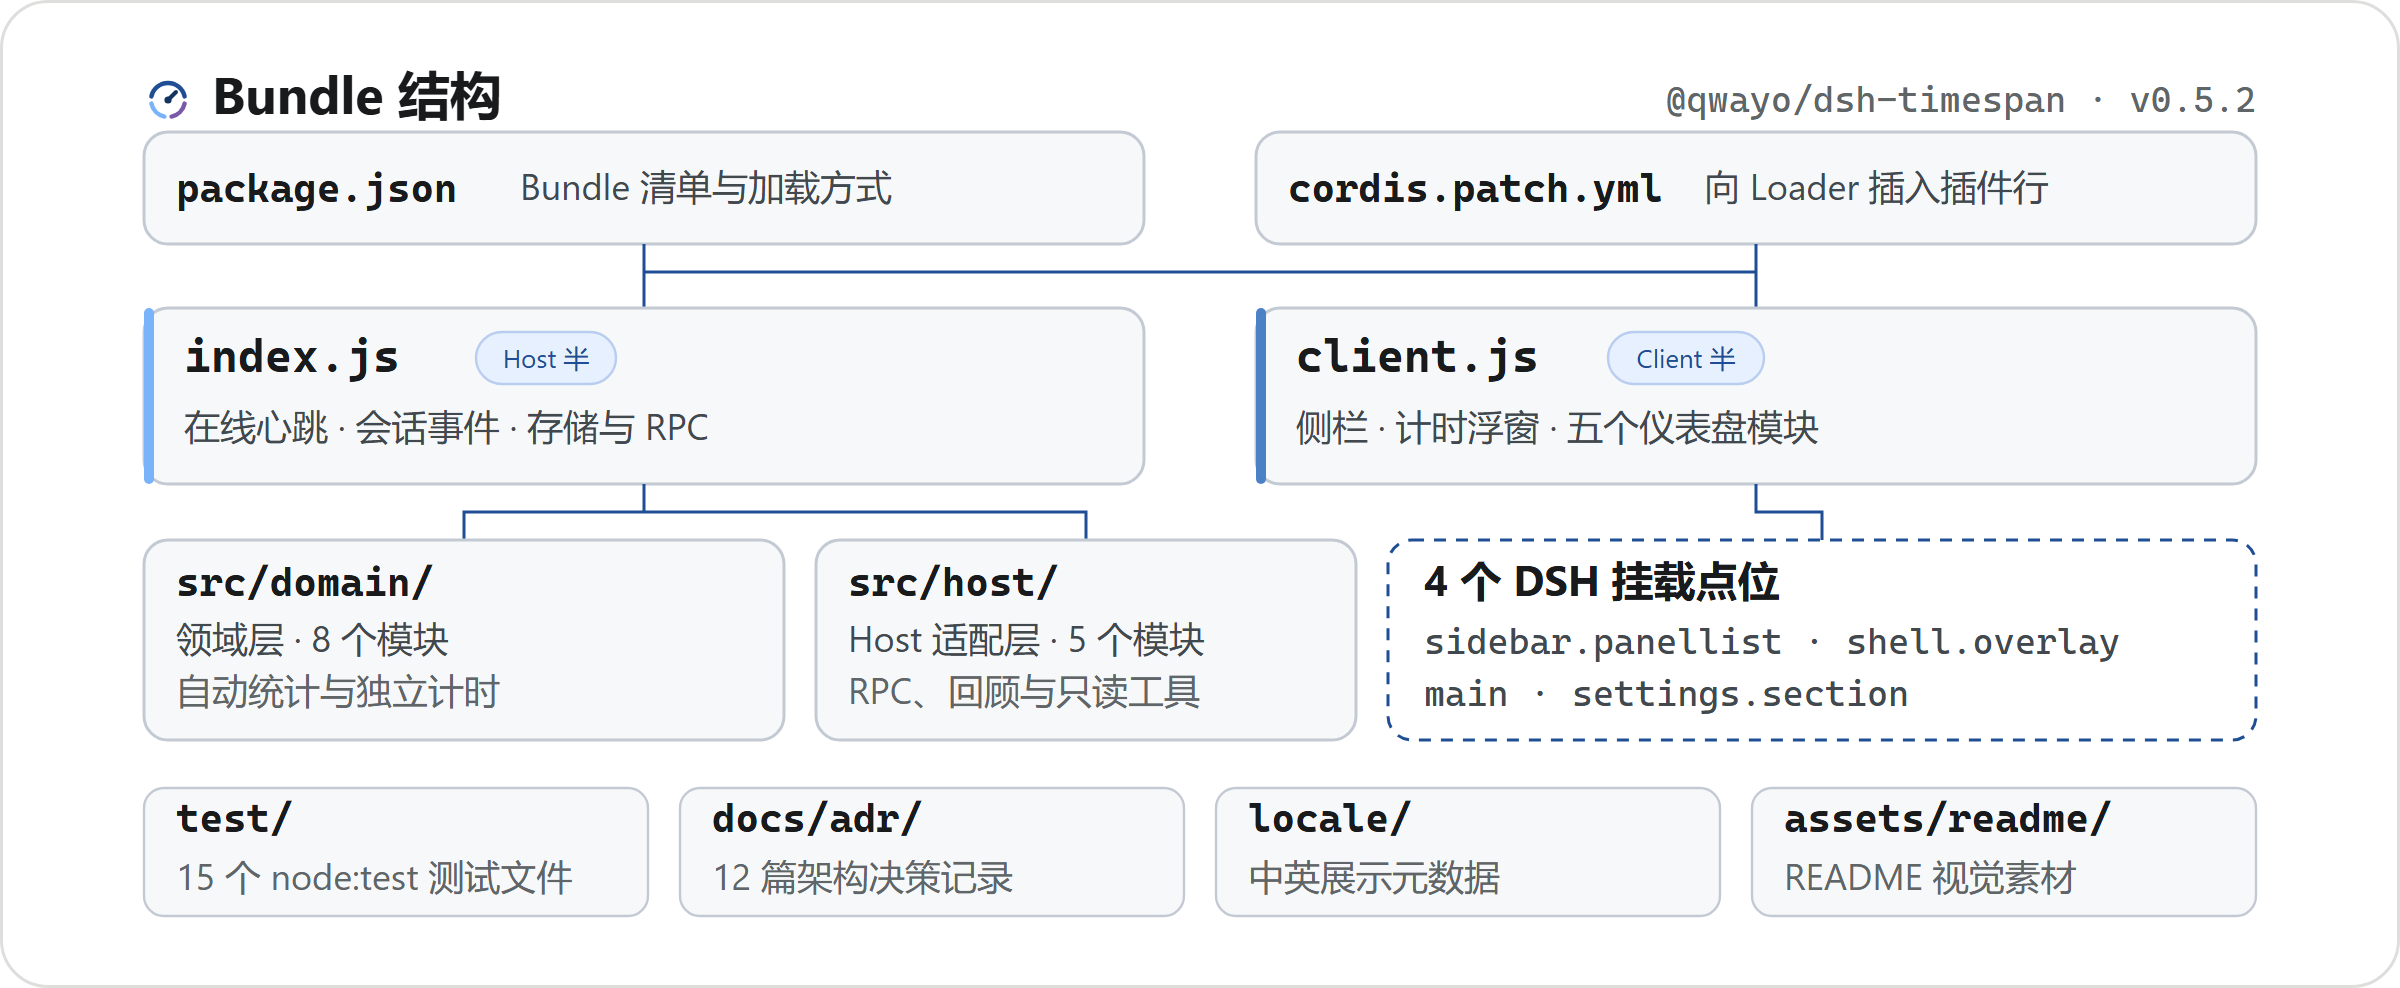 Bundle 结构
@qwayo/dsh-timespan · v0.5.2
package.json Bundle 清单与加载方式
cordis.patch.yml 向 Loader 插入插件行
index.js Host 半
在线心跳 · 会话事件 · 存储与 RPC
client.js Client 半
侧栏 · 计时浮窗 · 五个仪表盘模块
src/domain/
领域层 · 8 个模块
自动统计与独立计时
src/host/
Host 适配层 · 5 个模块
RPC、回顾与只读工具
4 个 DSH 挂载点位
sidebar.panellist · shell.overlay
main · settings.section
test/
15 个 node:test 测试文件
docs/adr/
12 篇架构决策记录
locale/
中英展示元数据
assets/readme/
README 视觉素材